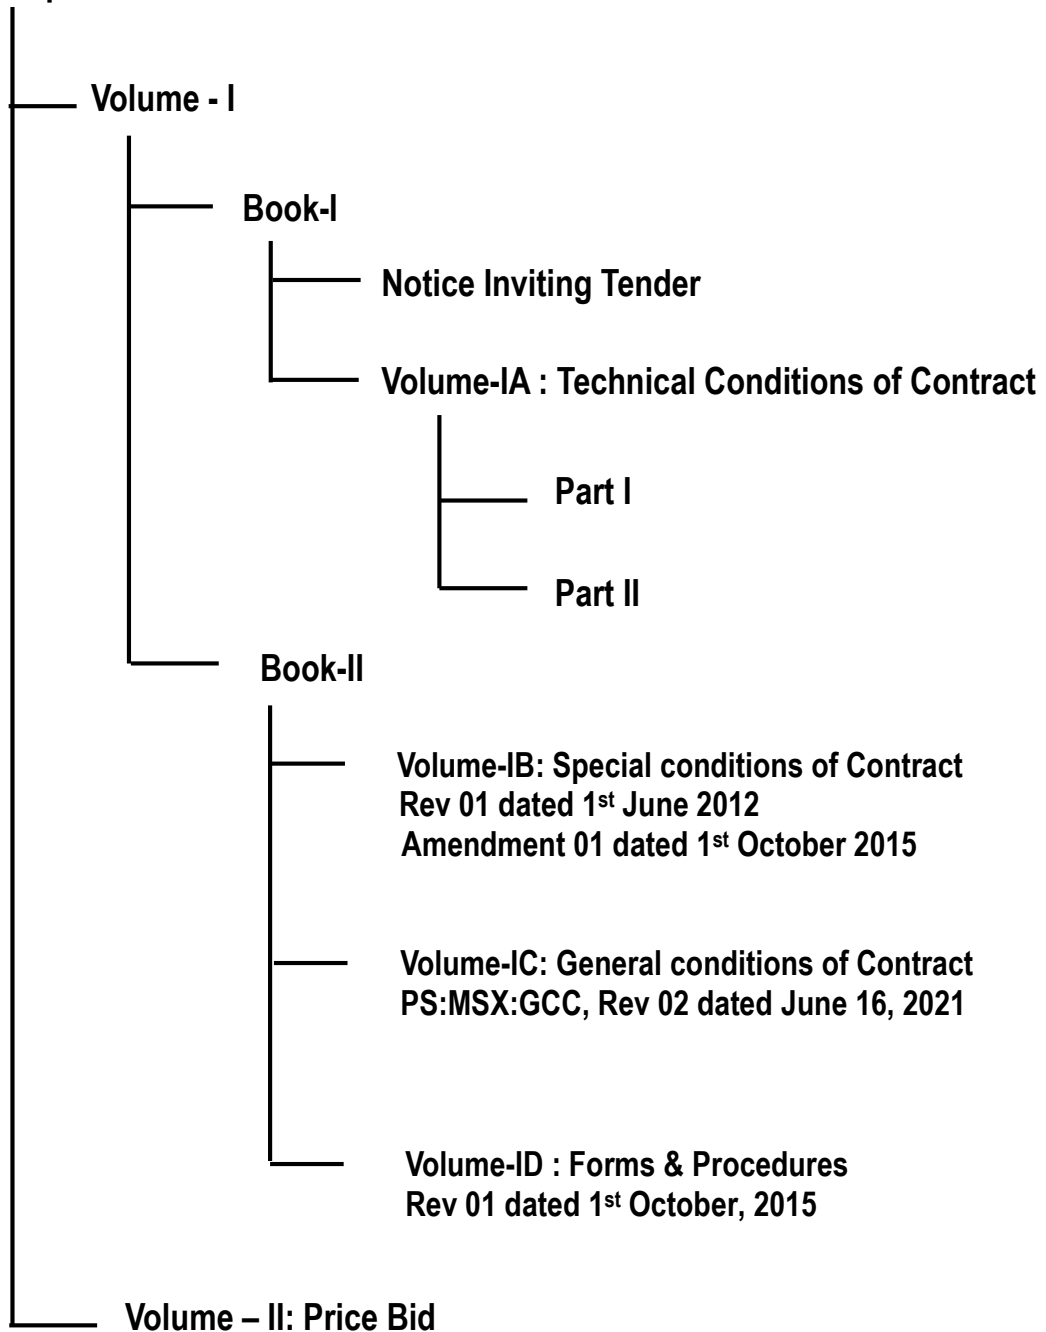 Volume - I
Book-I
Notice Inviting Tender
Volume-IA : Technical Conditions of Contract
Part I
Part II
Book-II
Volume-IB: Special conditions of Contract
Rev 01 dated 1st June 2012
Amendment 01 dated 1st October 2015
Volume-IC: General conditions of Contract
PS:MSX:GCC, Rev 02 dated June 16, 2021
Volume-ID : Forms & Procedures
Rev 01 dated 1st October, 2015
Volume – II: Price Bid